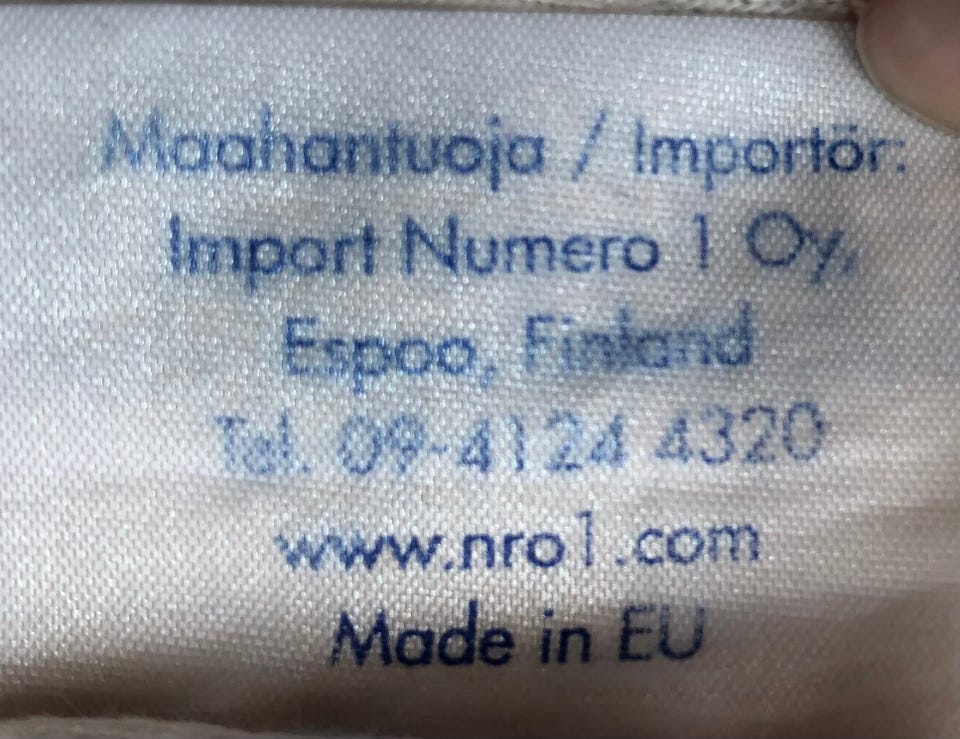 Maahantuoja / Importör:
Import Numero 1 Oy,
Espoo, Finland
Tel. 09-4124 4320
www.nro1.com
Made in EU